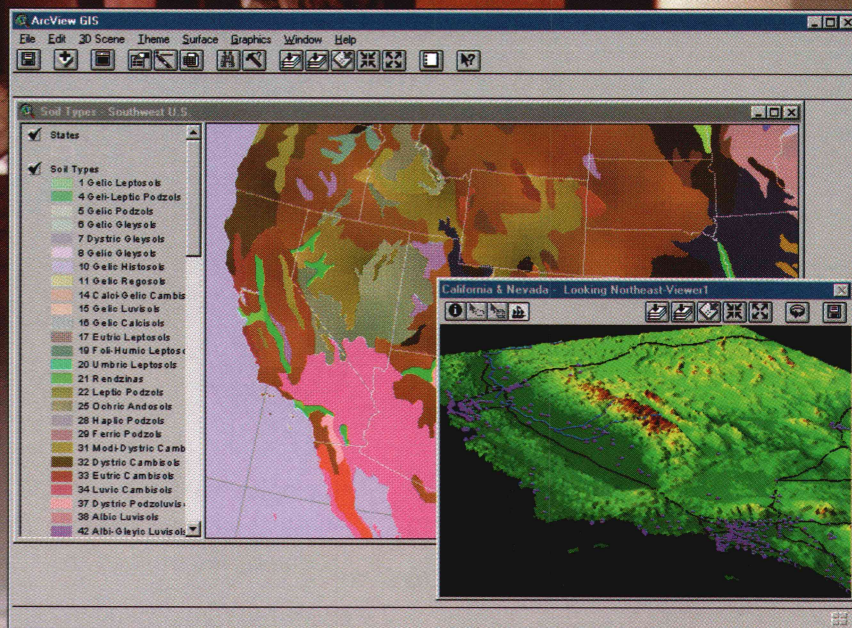 ArcView GIS
File Edit 3D Scene Theme Surface Graphics Window Help
Soil Types - Southwest U.S.
States
Soil Types
1 Gelic Leptosols
4 Geli-Leptic Podzols
5 Gelic Podzols
6 Gelic Gleysols
7 Dystric Gleysols
8 Gelic Gleysols
10 Gelic Histosols
11 Gelic Regosols
14 Calci-Gelic Cambis
15 Gelic Luvisols
16 Gelic Calcisols
17 Eutric Leptosols
19 Foli-Humic Leptoso
20 Umbric Leptosols
21 Rendzinas
22 Leptic Podzols
25 Ochric Andosols
28 Haplic Podzols
29 Ferric Podzols
31 Modi-Dystric Camb
32 Dystric Cambisols
33 Eutric Cambisols
34 Luvic Cambisols
37 Dystric Podzoluvis
38 Albic Luvisols
42 Albi-Gleyic Luvisols
California & Nevada - Looking Northeast-Viewer1